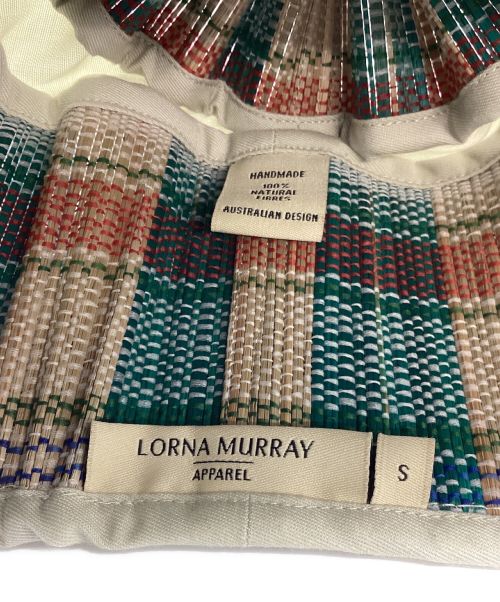 HANDMADE
100%
NATURAL
FIBRES
AUSTRALIAN DESIGN
LORNA MURRAY
APPAREL
S